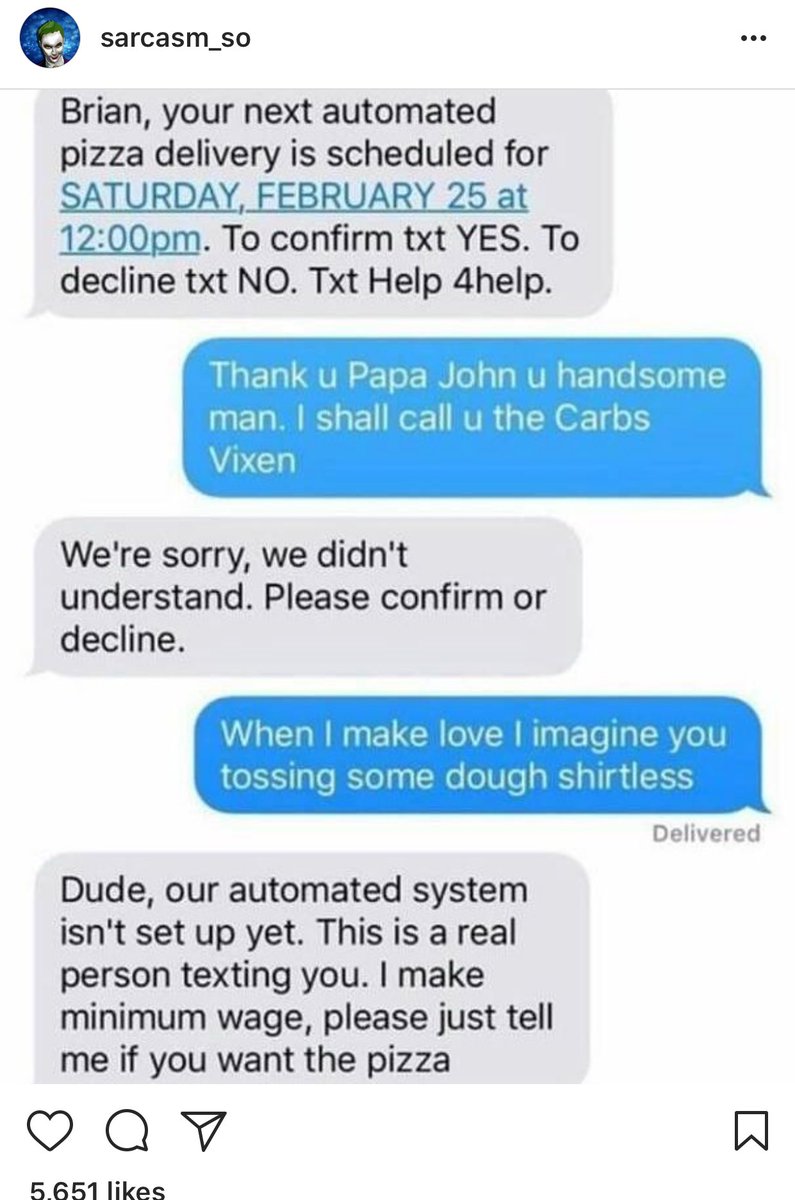 sarcasm_so
Brian, your next automated
pizza delivery is scheduled for
SATURDAY, FEBRUARY 25 at
12:00pm. To confirm txt YES. To
decline txt NO. Txt Help 4help.
Thank u Papa John u handsome
man. I shall call u the Carbs
Vixen
We're sorry, we didn't
understand. Please confirm or
decline.
When I make love I imagine you
tossing some dough shirtless
Delivered
Dude, our automated system
isn't set up yet. This is a real
person texting you. I make
minimum wage, please just tell
me if you want the pizza
5,651 likes